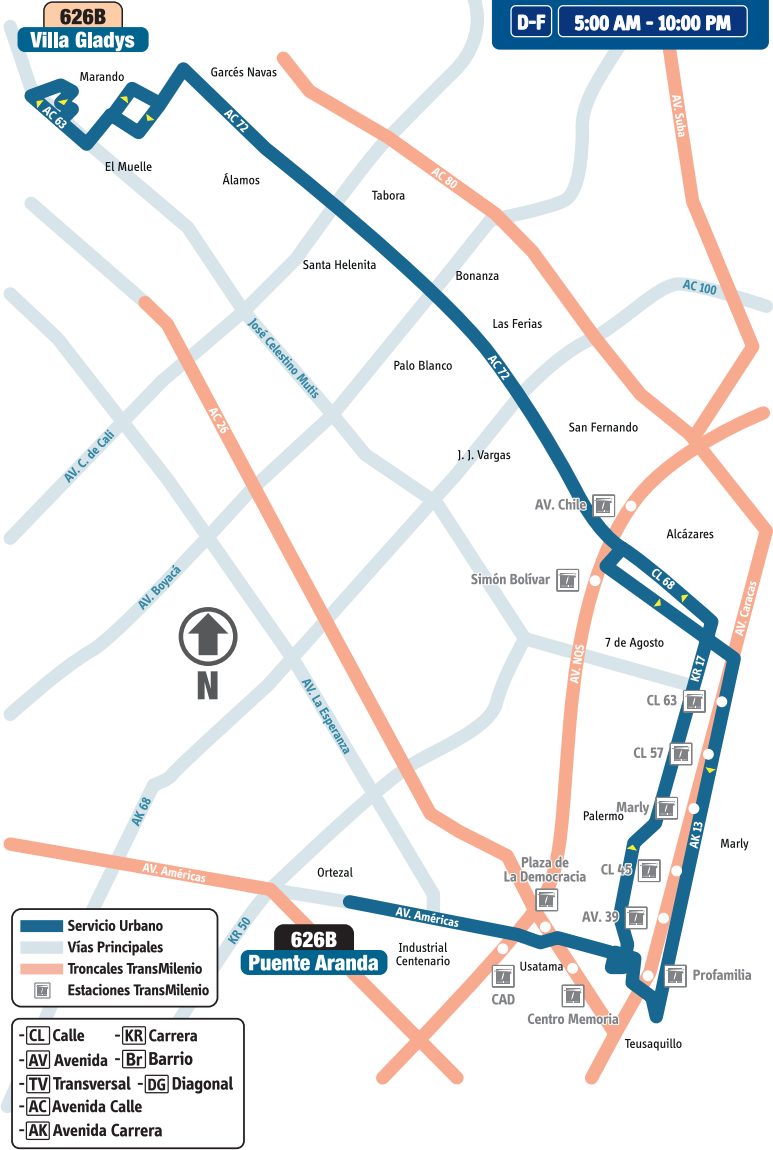 626B
Villa Gladys
D-F
5:00 AM - 10:00 PM
Marando
Garcés Navas
AC 63
AC 72
AV. Suba
El Muelle
Álamos
AC 80
Tabora
Santa Helenita
Bonanza
AC 100
Las Ferias
José Celestino Mutis
AC 72
Palo Blanco
AC 26
San Fernando
AV. C. de Cali
J. J. Vargas
AV. Chile
Alcázares
Simón Bolívar
CL 68
AV. Boyacá
AV. Caracas
7 de Agosto
AV. NQS
KR 17
N
CL 63
AV. La Esperanza
CL 57
AK 68
Marly
Palermo
AK 13
Marly
AV. Américas
Ortezal
Plaza de
La Democracia
CL 45
AV. Américas
AV. 39
KR 50
626B
Puente Aranda
Industrial
Centenario
Usatama
CAD
Centro Memoria
Profamilia
Teusaquillo
Servicio Urbano
Vías Principales
Troncales TransMilenio
Estaciones TransMilenio
-CL Calle -KR Carrera
-AV Avenida -Br Barrio
-TV Transversal -DG Diagonal
-AC Avenida Calle
-AK Avenida Carrera